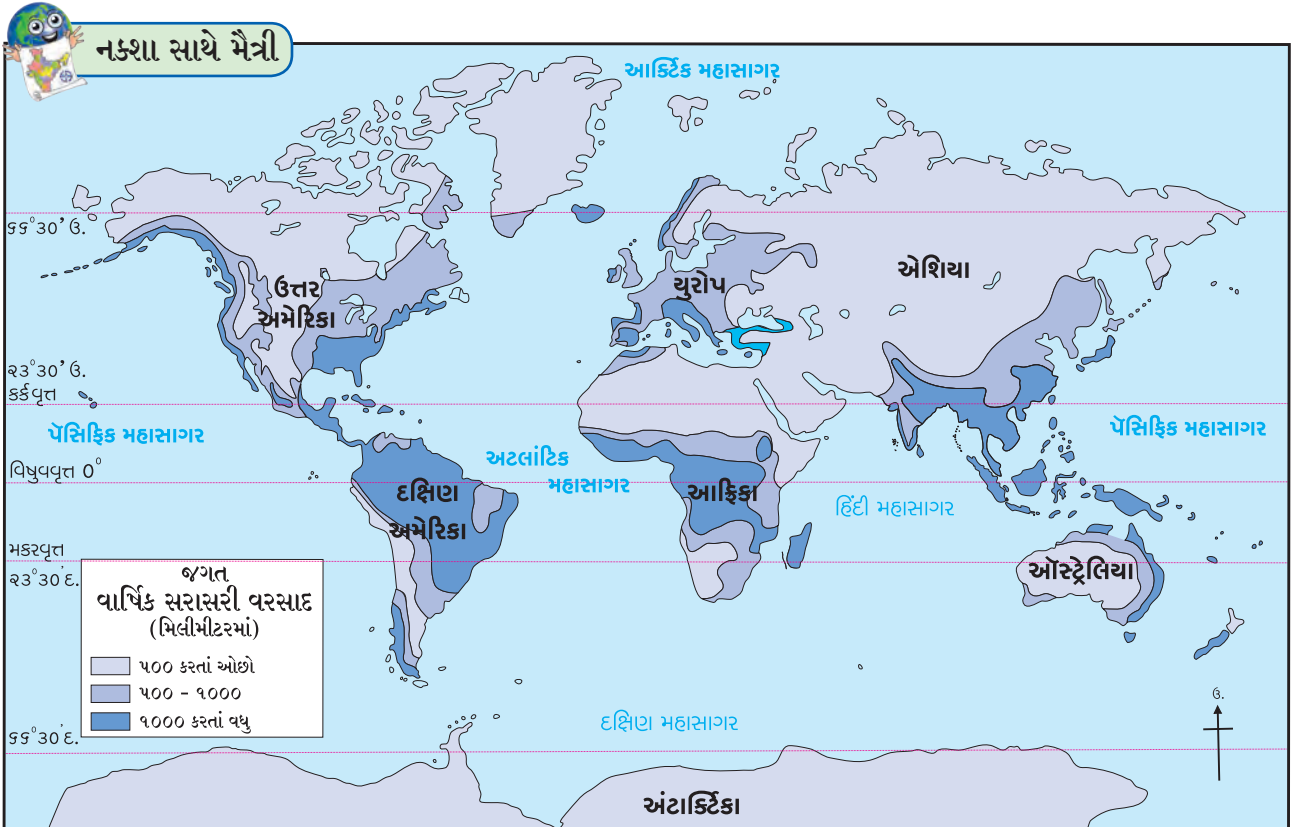 નકશા સાથે મૈત્રી
આર્ક્ટિક મહાસાગર
૬૬°૩૦’ ઉ.
ઉત્તર
અમેરિકા
યુરોપ
એશિયા
૨૩°૩૦’ ઉ.
કર્કવૃત્ત
પૅસિફિક મહાસાગર
પૅસિફિક મહાસાગર
અટલાંટિક
મહાસાગર
વિષુવવૃત્ત 0°
દક્ષિણ
અમેરિકા
આફ્રિકા
હિંદી મહાસાગર
મકરવૃત્ત
૨૩°૩૦'દ.
ઑસ્ટ્રેલિયા
જગત
વાર્ષિક સરાસરી વરસાદ
(મિલીમીટરમાં)
૫૦૦ કરતાં ઓછો
૫૦૦ - ૧૦૦૦
૧૦૦૦ કરતાં વધુ
ઉ.
દક્ષિણ મહાસાગર
૬૬°૩૦'દ.
અંટાર્ક્ટિકા